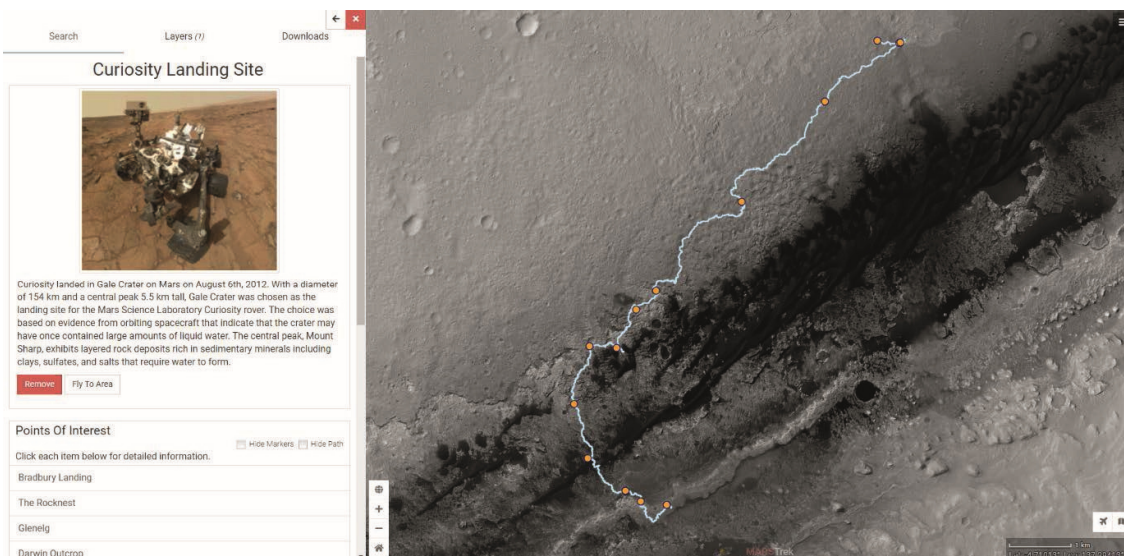 Search
Layers (1)
Downloads
Curiosity Landing Site
Curiosity landed in Gale Crater on Mars on August 6th, 2012. With a diameter
of 154 km and a central peak 5.5 km tall, Gale Crater was chosen as the
landing site for the Mars Science Laboratory Curiosity rover. The choice was
based on evidence from orbiting spacecraft that indicate that the crater may
have once contained large amounts of liquid water. The central peak, Mount
Sharp, exhibits layered rock deposits rich in sedimentary minerals including
clays, sulfates, and salts that require water to form.
Remove
Fly To Area
Points Of Interest
Hide Markers
Hide Path
Click each item below for detailed information.
Bradbury Landing
The Rocknest
Glenelg
Darwin Outcrop
1 km
MARSTrek